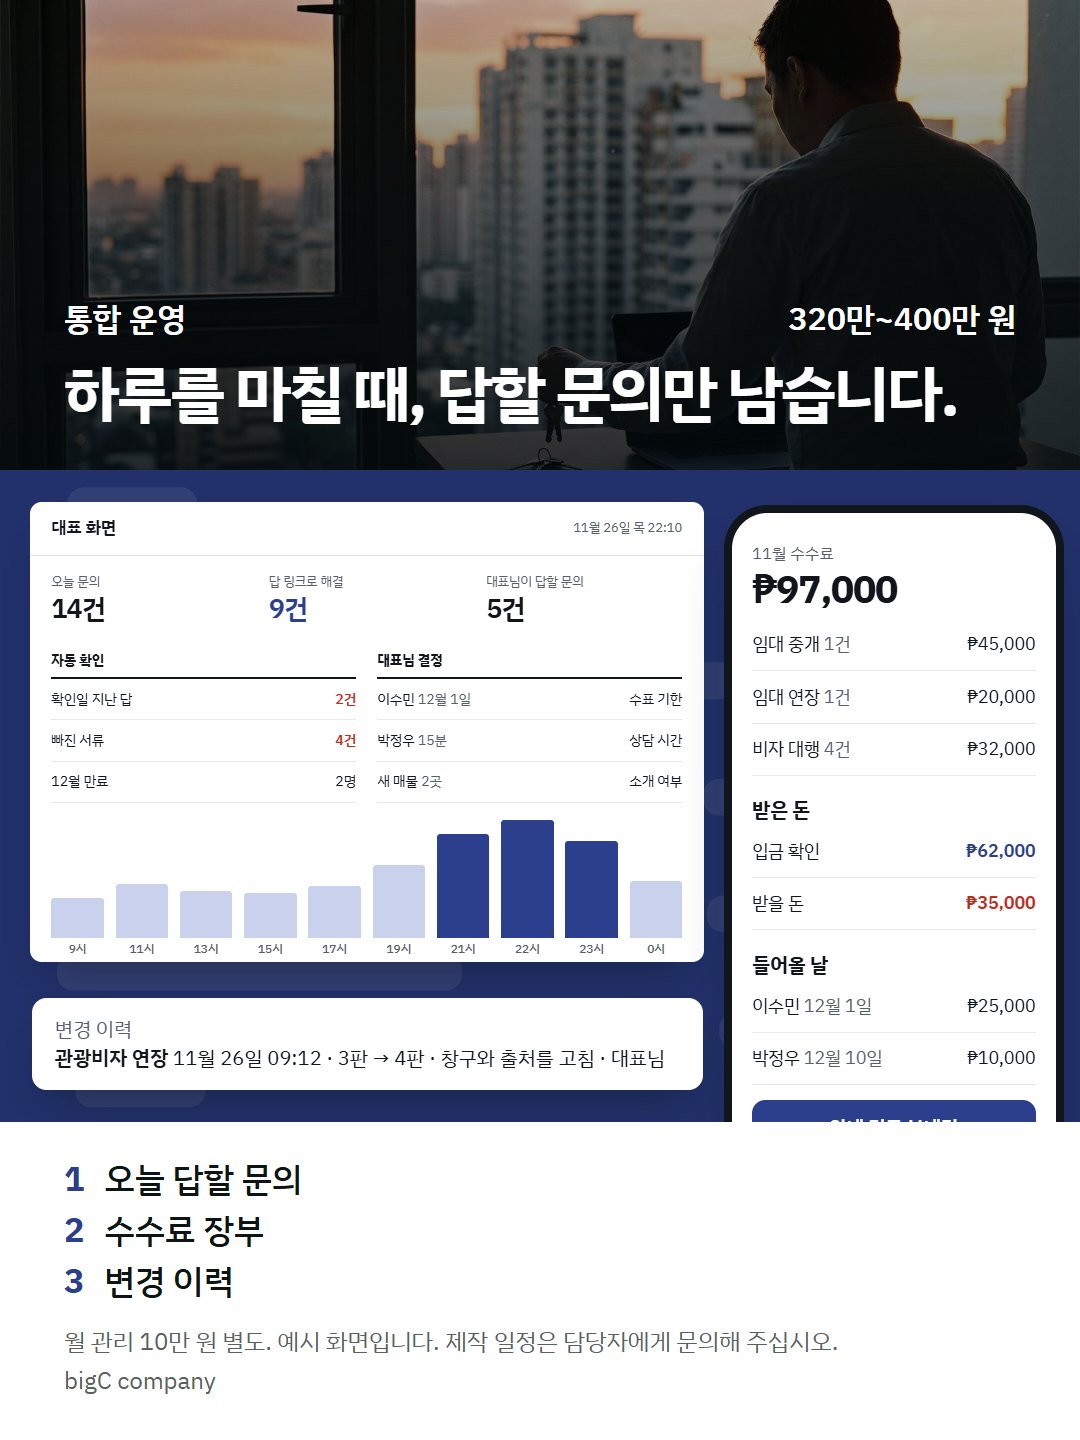 통합 운영
320만~400만 원
하루를 마칠 때, 답할 문의만 남습니다.
대표 화면
11월 26일 목 22:10
오늘 문의
14건
답 링크로 해결
9건
대표님이 답할 문의
5건
자동 확인
확인일 지난 답 2건
빠진 서류 4건
12월 만료 2명
대표님 결정
이수민 12월 1일 수표 기한
박정우 15분 상담 시간
새 매물 2곳 소개 여부
9시 11시 13시 15시 17시 19시 21시 22시 23시 0시
변경 이력
관광비자 연장 11월 26일 09:12 · 3판 → 4판 · 창구와 출처를 고침 · 대표님
11월 수수료
₱97,000
임대 중개 1건 ₱45,000
임대 연장 1건 ₱20,000
비자 대행 4건 ₱32,000
받은 돈
입금 확인 ₱62,000
받을 돈 ₱35,000
들어올 날
이수민 12월 1일 ₱25,000
박정우 12월 10일 ₱10,000
1 오늘 답할 문의
2 수수료 장부
3 변경 이력
월 관리 10만 원 별도. 예시 화면입니다. 제작 일정은 담당자에게 문의해 주십시오.
bigC company